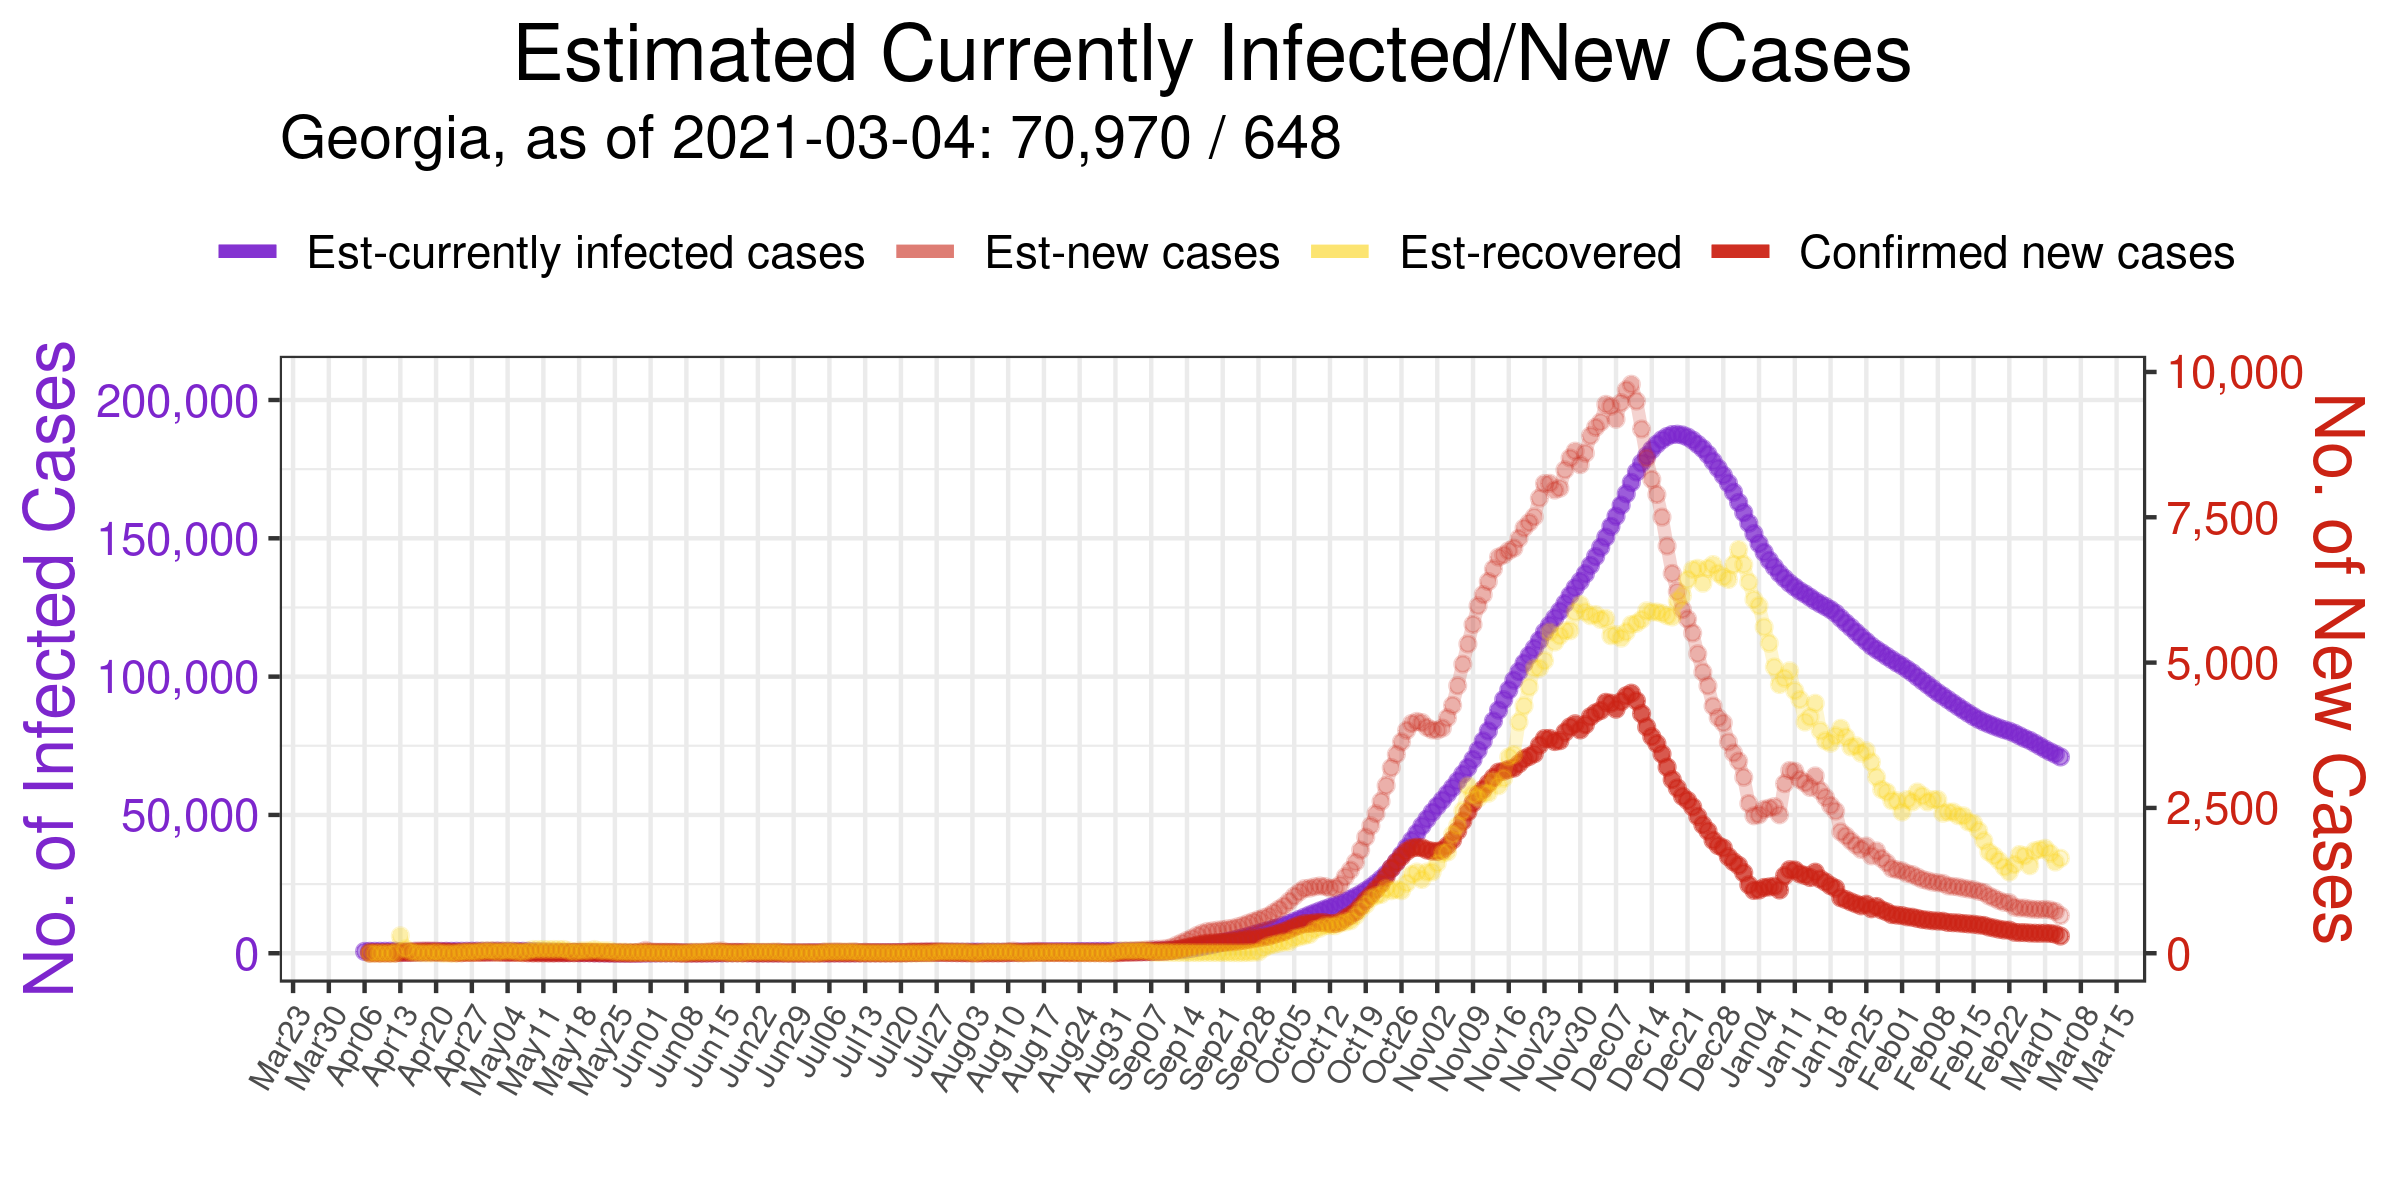 Estimated Currently Infected/New Cases
Georgia, as of 2021-03-04: 70,970 / 648
Est-currently infected cases Est-new cases Est-recovered Confirmed new cases
No. of Infected Cases
200,000
150,000
100,000
50,000
0
10,000
7,500
5,000
2,500
0
No. of New Cases
Mar23 Mar30 Apr06 Apr13 Apr20 Apr27 May04 May11 May18 May25 Jun01 Jun08 Jun15 Jun22 Jun29 Jul06 Jul13 Jul20 Jul27 Aug03 Aug10 Aug17 Aug24 Aug31 Sep07 Sep14 Sep21 Sep28 Oct05 Oct12 Oct19 Oct26 Nov02 Nov09 Nov16 Nov23 Nov30 Dec07 Dec14 Dec21 Dec28 Jan04 Jan11 Jan18 Jan25 Feb01 Feb08 Feb15 Feb22 Mar01 Mar08 Mar15